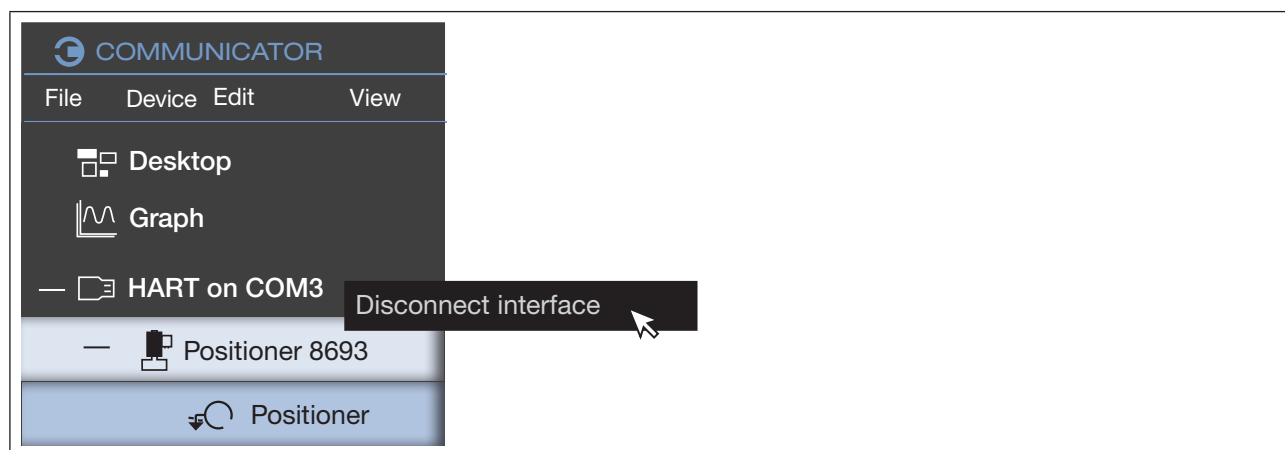 COMMUNICATOR
File Device Edit View
Desktop
Graph
HART on COM3
Disconnect interface
Positioner 8693
Positioner